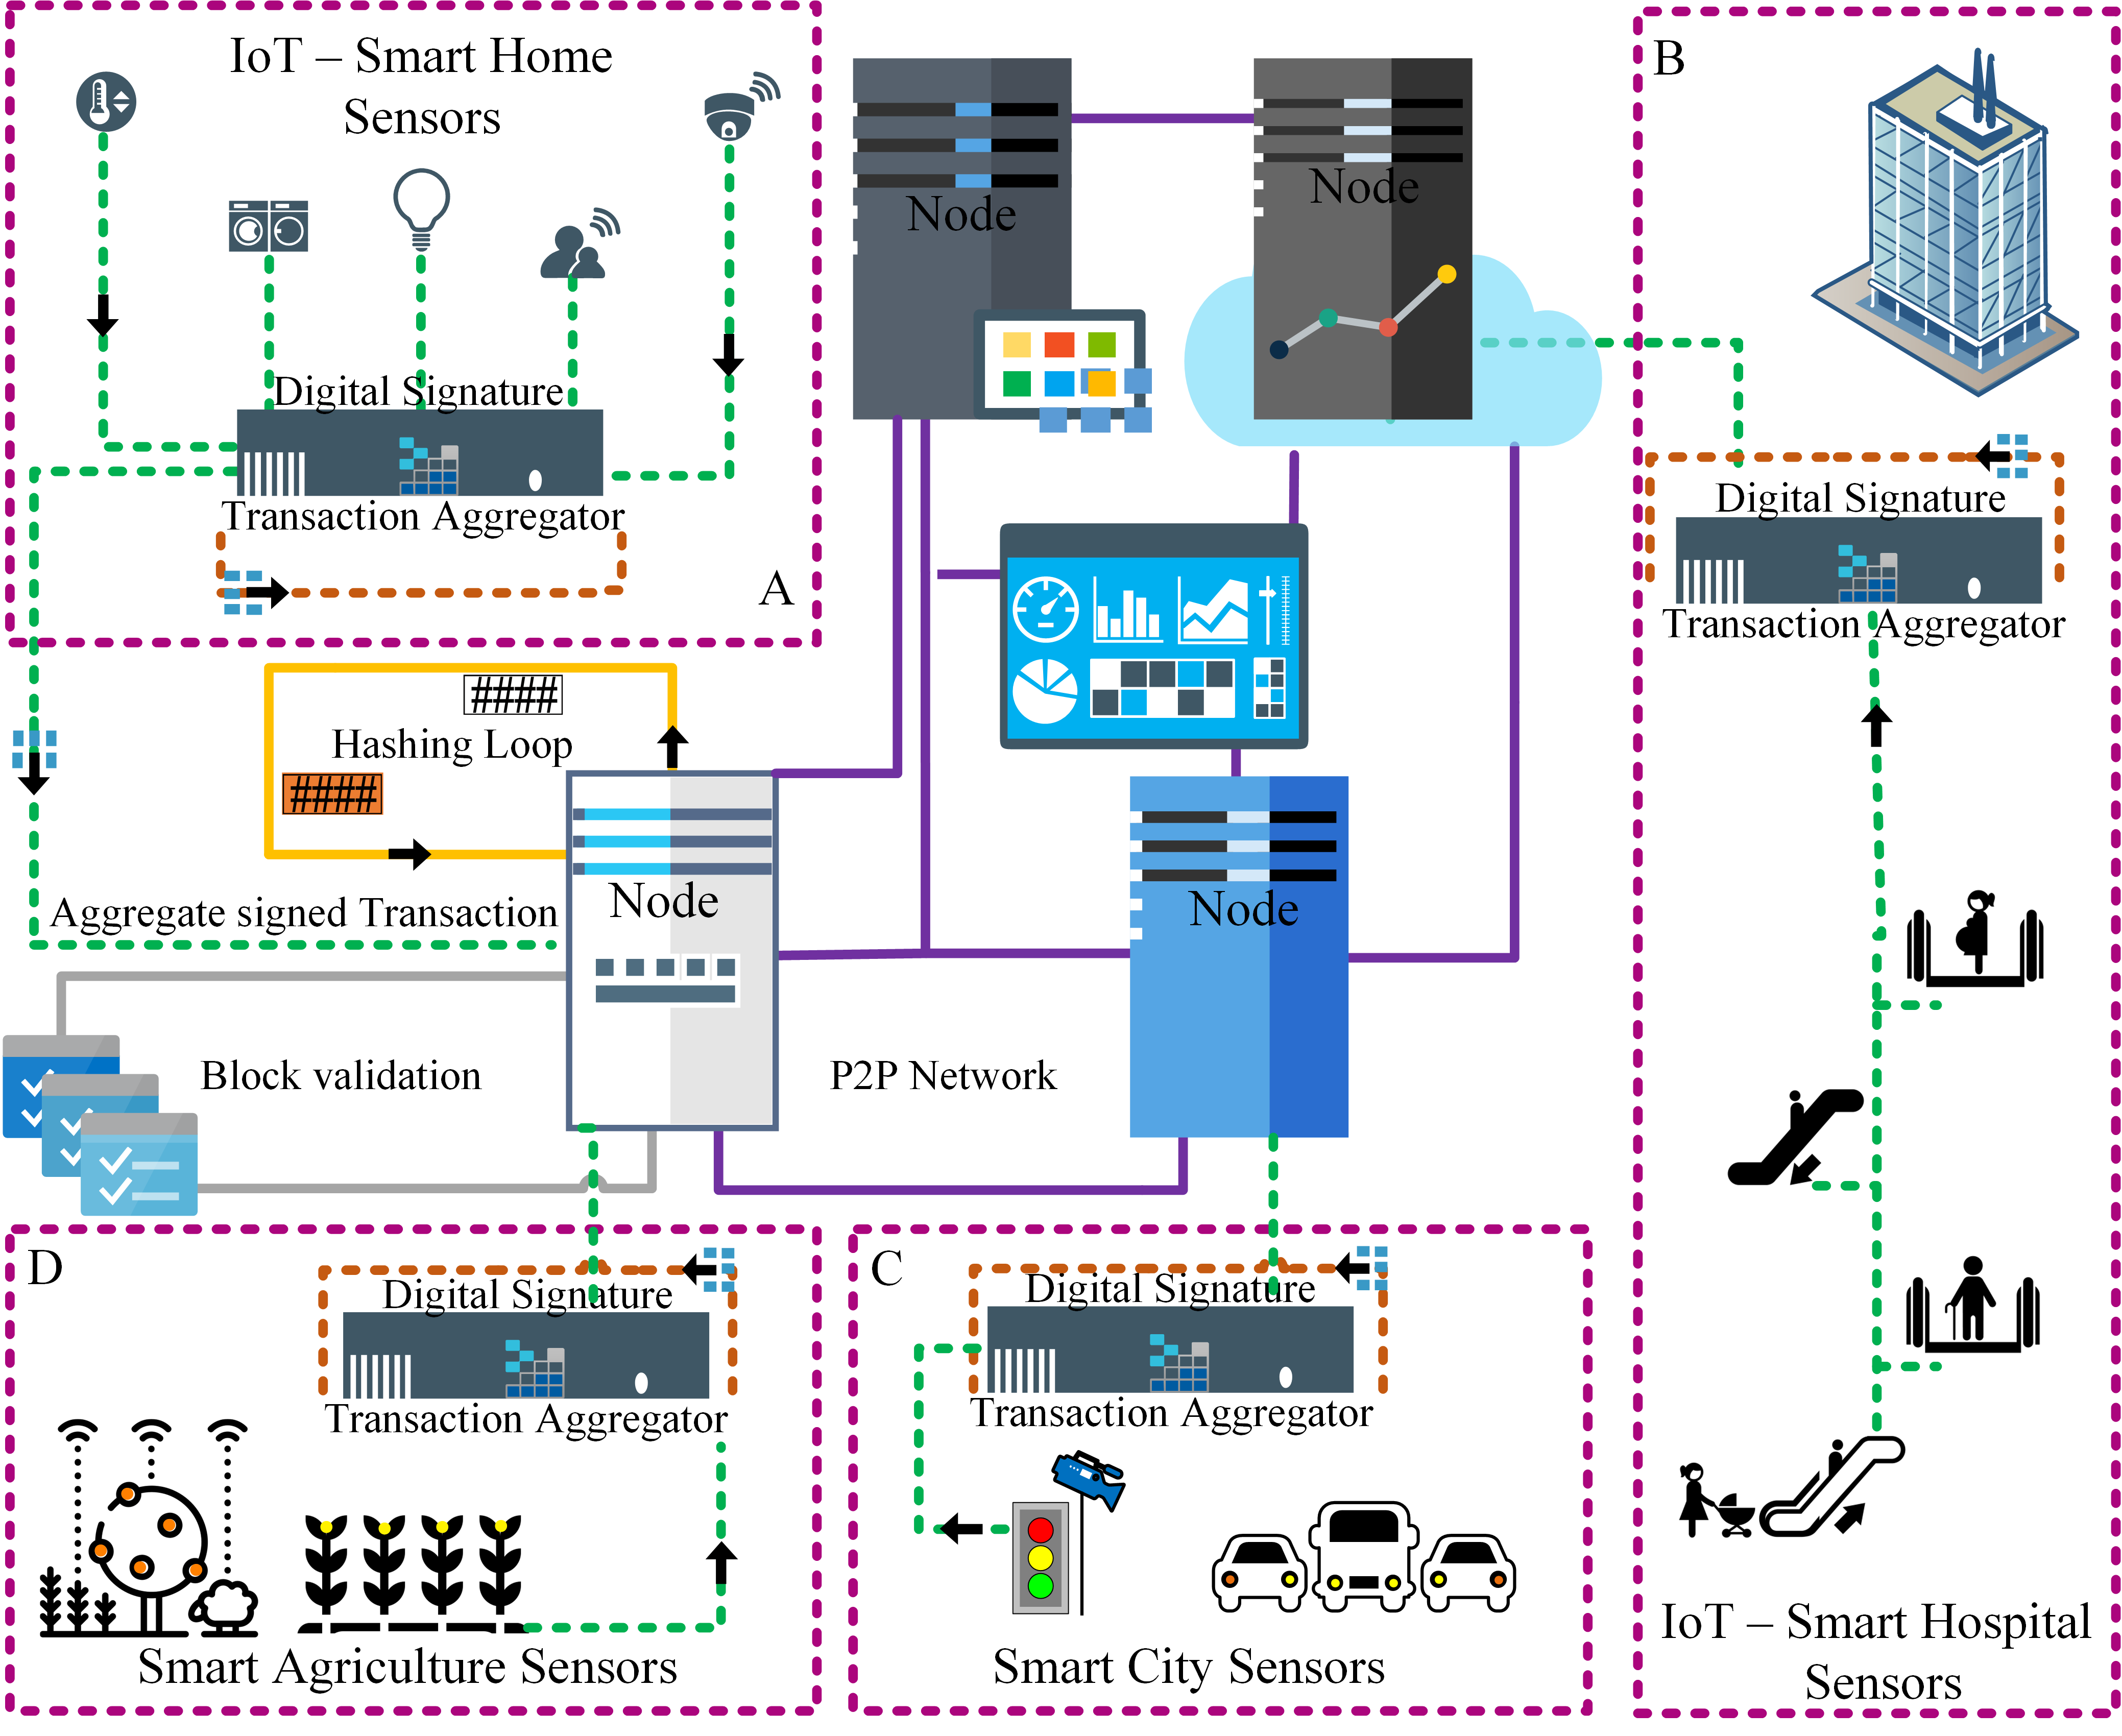 IoT – Smart Home
Sensors
Digital Signature
Transaction Aggregator
A
Node
Node
B
Digital Signature
Transaction Aggregator
####
Hashing Loop
####
Aggregate signed Transaction
Node
Node
Block validation
P2P Network
D
Digital Signature
Transaction Aggregator
Smart Agriculture Sensors
C
Digital Signature
Transaction Aggregator
Smart City Sensors
IoT – Smart Hospital
Sensors